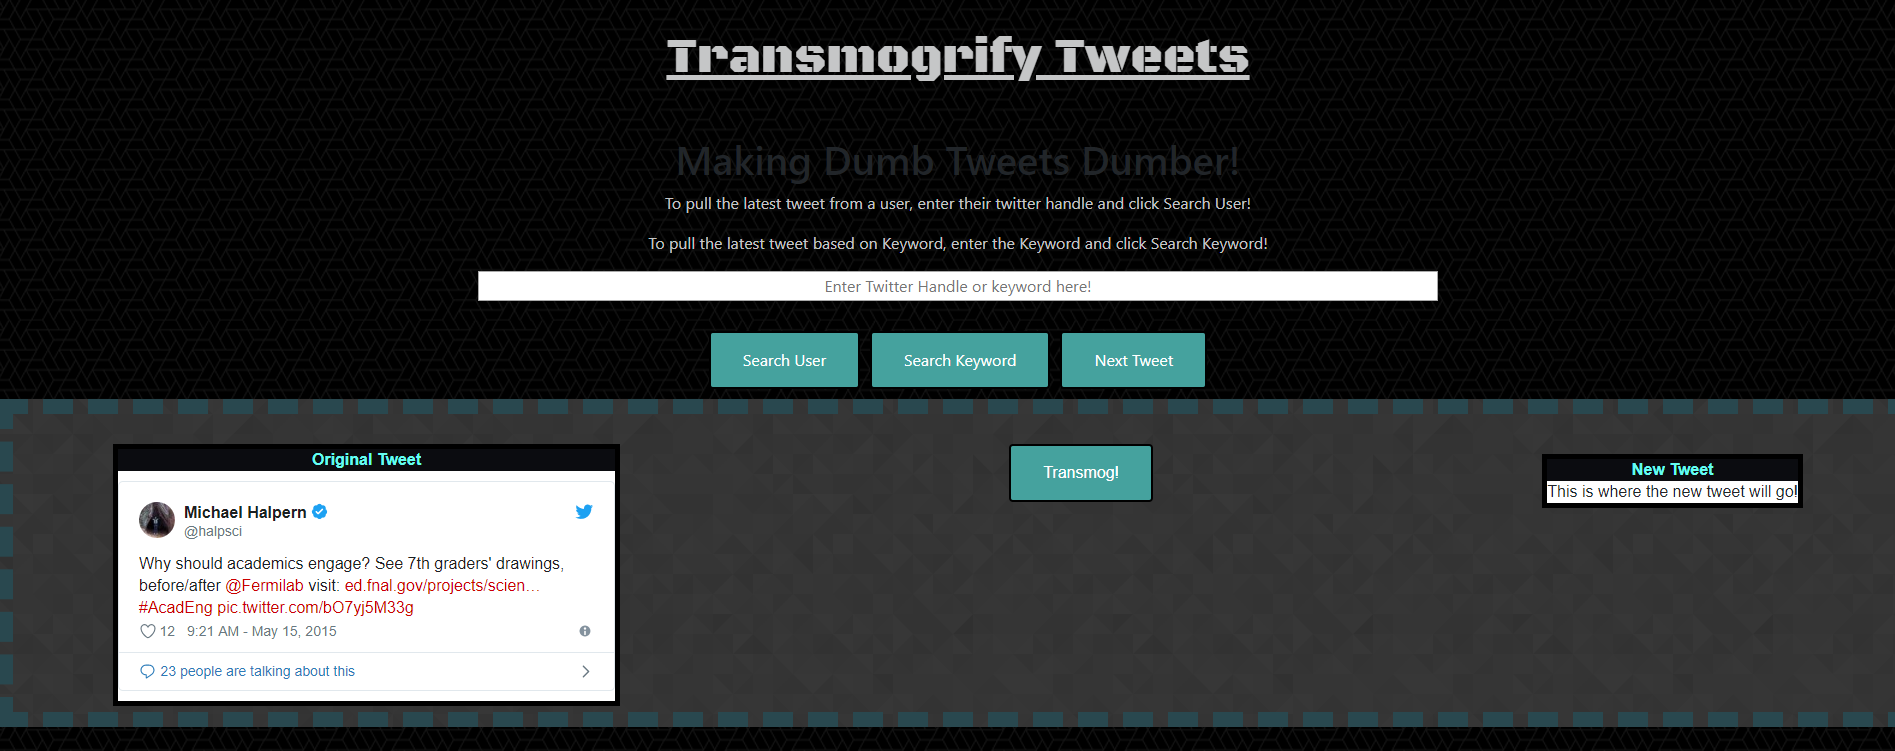 Transmogrify Tweets
Making Dumb Tweets Dumber!
To pull the latest tweet from a user, enter their twitter handle and click Search User!
To pull the latest tweet based on Keyword, enter the Keyword and click Search Keyword!
Enter Twitter Handle or keyword here!
Search User
Search Keyword
Next Tweet
Original Tweet
Michael Halpern
@halpsci
Why should academics engage? See 7th graders' drawings,
before/after @Fermilab visit: ed.fnal.gov/projects/scien…
#AcadEng pic.twitter.com/bO7yj5M33g
12 9:21 AM - May 15, 2015
23 people are talking about this
Transmog!
New Tweet
This is where the new tweet will go!